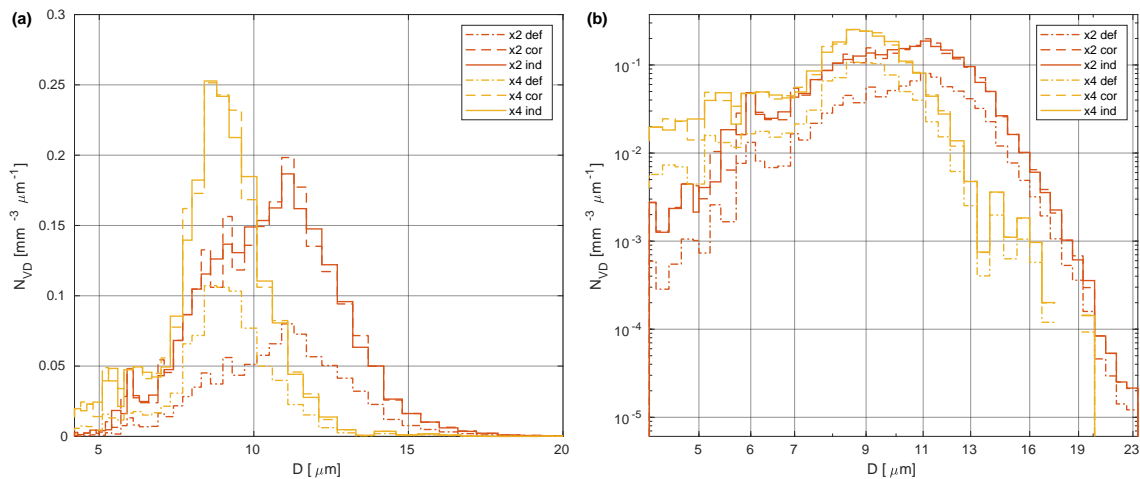 (a)
0.3
0.25
0.2
0.15
0.1
0.05
0
N_VD [mm^-3 μm^-1]
5
10
15
20
D [ μm]
x2 def
x2 cor
x2 ind
x4 def
x4 cor
x4 ind
(b)
10^-1
10^-2
10^-3
10^-4
10^-5
N_VD [mm^-3 μm^-1]
5
6
7
9
11
13
16
19
23
D [ μm]
x2 def
x2 cor
x2 ind
x4 def
x4 cor
x4 ind